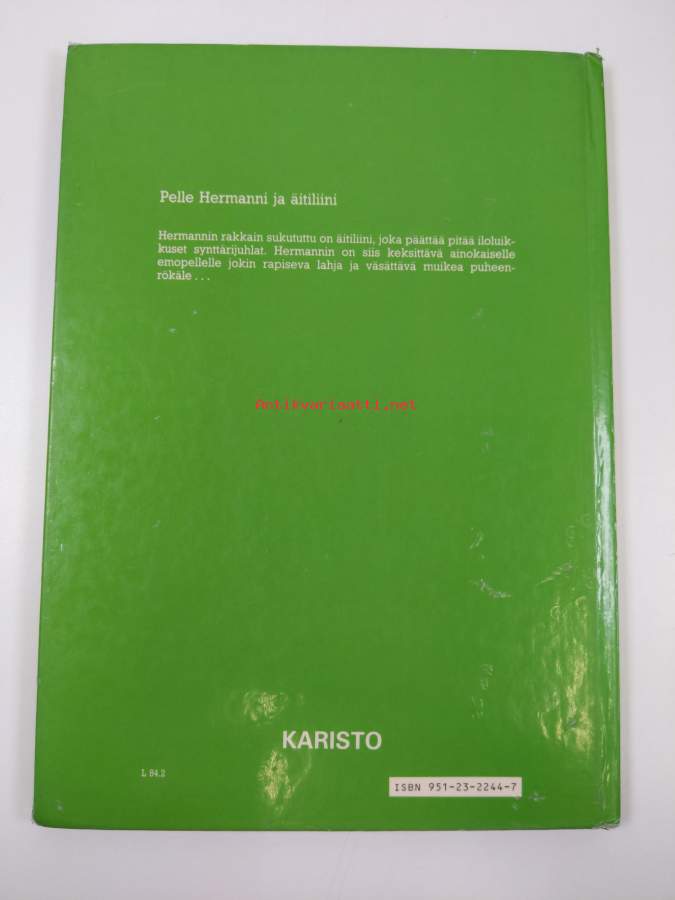 Pelle Hermanni ja äitiliini
Hermannin rakkain sukututtu on äitiliini, joka päättää pitää iloluik-
kuset synttärijuhlat. Hermannin on siis keksittävä ainokaiselle
emopellelle jokin rapiseva lahja ja väsättävä muikea puheen-
rökäle . . .
Antikvariaatti.net
KARISTO
L 84.2
ISBN 951-23-2244-7